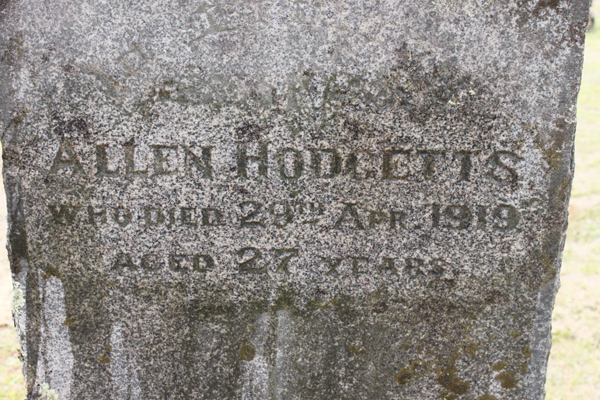 ALLEN HODGETTS
WHO DIED 29TH APR. 1919
AGED 27 YEARS.